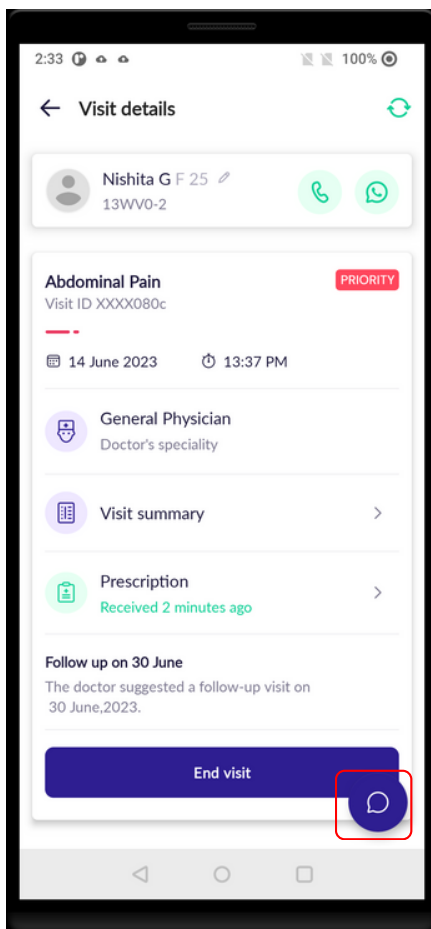 2:33 100%
Visit details
Nishita G F 25
13WV0-2
Abdominal Pain PRIORITY
Visit ID XXXX080c
14 June 2023 13:37 PM
General Physician
Doctor's speciality
Visit summary
Prescription
Received 2 minutes ago
Follow up on 30 June
The doctor suggested a follow-up visit on
30 June,2023.
End visit